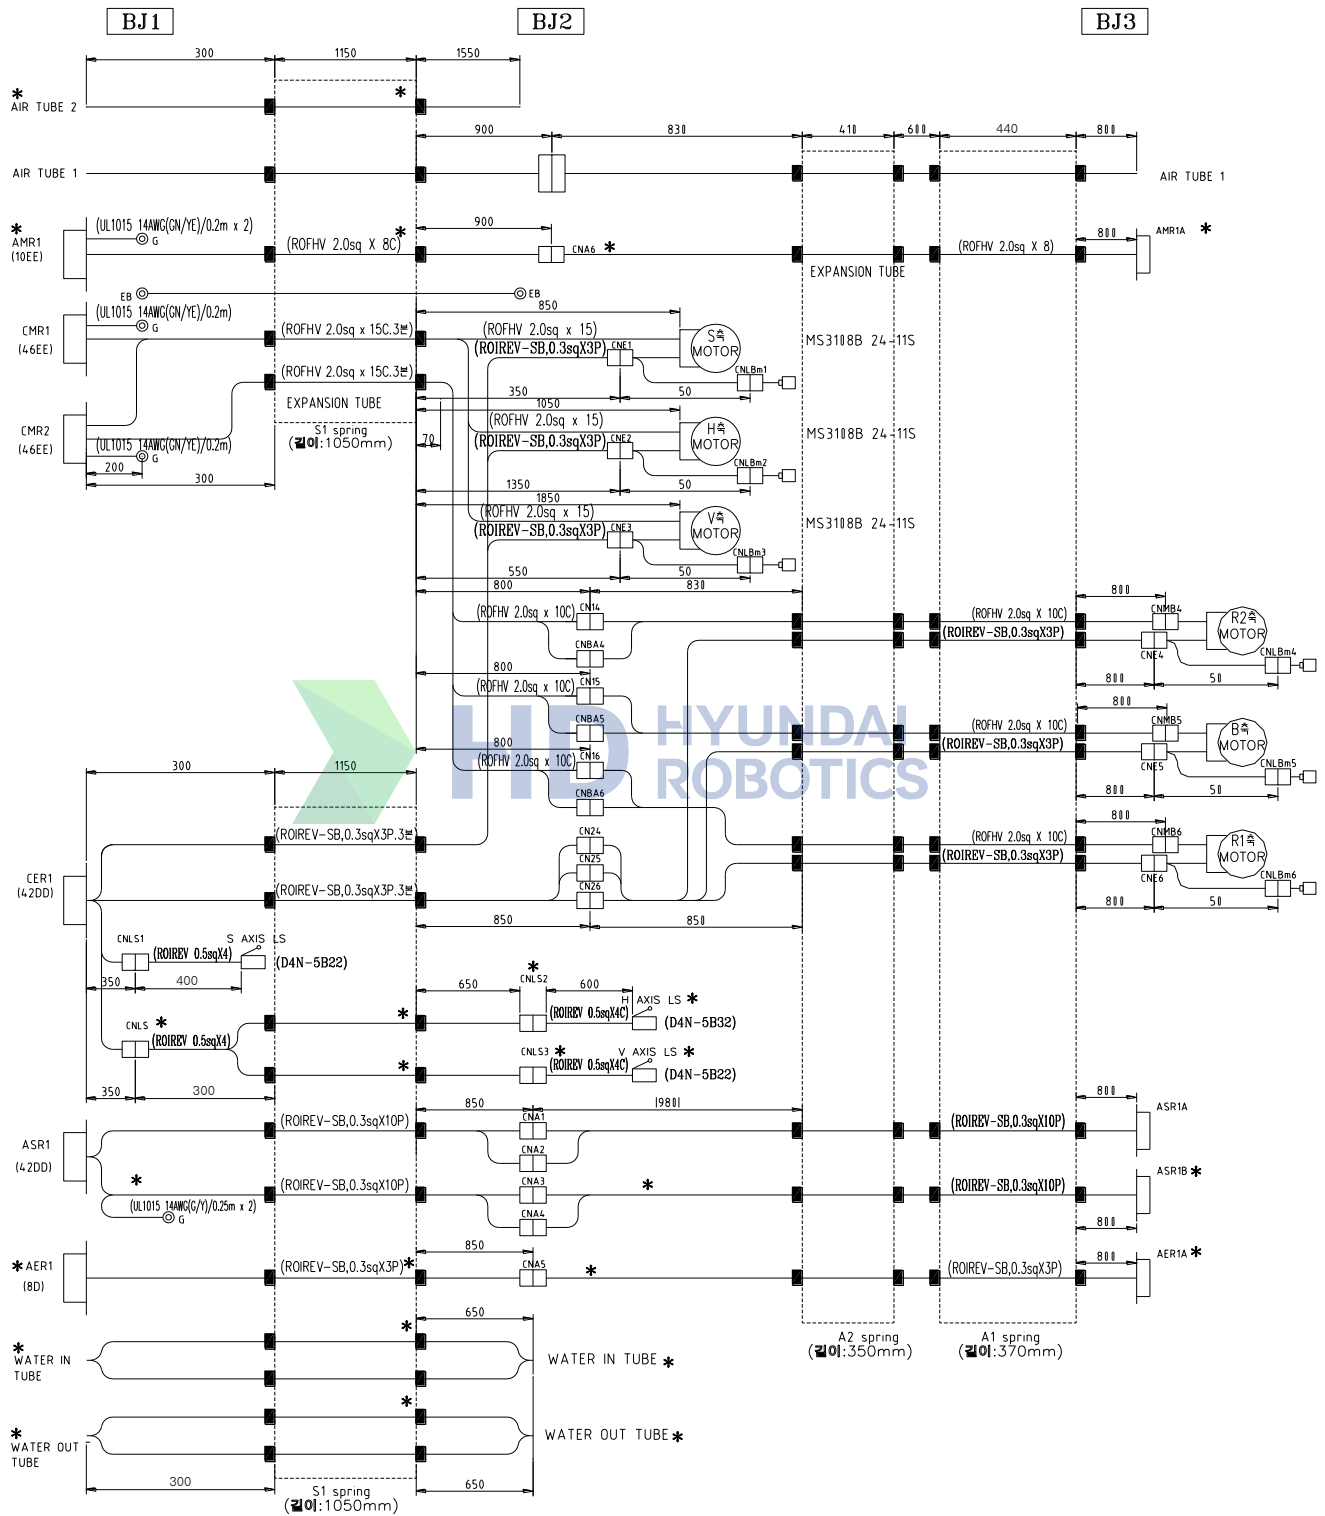 BJ1
BJ2
BJ3
300
1150
1550
*
AIR TUBE 2
*
900
830
410
600
440
800
AIR TUBE 1
AIR TUBE 1
*
AMR1
(10EE)
(UL1015 14AWG(GN/YE)/0.2m x 2)
G
(ROFHV 2.0sq X 8C)
*
900
CNA6 *
EXPANSION TUBE
(ROFHV 2.0sq X 8)
800
AMR1A *
EB
EB
CMR1
(46EE)
(UL1015 14AWG(GN/YE)/0.2m)
G
(ROFHV 2.0sq x 15C.3본)
850
(ROFHV 2.0sq x 15)
(ROIREV-SB,0.3sqX3P)
CNE1
S축
MOTOR
MS3108B 24-11S
CNLBm1
(ROFHV 2.0sq x 15C.3본)
350
50
EXPANSION TUBE
1050
CMR2
(46EE)
(UL1015 14AWG(GN/YE)/0.2m)
G
200
300
S1 spring
(길이:1050mm)
70
(ROFHV 2.0sq x 15)
(ROIREV-SB,0.3sqX3P)
CNE2
H축
MOTOR
MS3108B 24-11S
CNLBm2
1350
50
1850
(ROFHV 2.0sq x 15)
(ROIREV-SB,0.3sqX3P)
CNE3
V축
MOTOR
MS3108B 24-11S
CNLBm3
550
50
800
830
(ROFHV 2.0sq x 10C)
CN14
CNBA4
(ROFHV 2.0sq x 10C)
(ROIREV-SB,0.3sqX3P)
800
CNMB4
CNE4
R2축
MOTOR
CNLBm4
800
50
800
(ROFHV 2.0sq x 10C)
CN15
CNBA5
(ROFHV 2.0sq x 10C)
(ROIREV-SB,0.3sqX3P)
800
CNMB5
CNE5
B축
MOTOR
CNLBm5
800
50
HD HYUNDAI
ROBOTICS
800
(ROFHV 2.0sq x 10C)
CN16
CNBA6
300
1150
(ROFHV 2.0sq x 10C)
(ROIREV-SB,0.3sqX3P)
800
CNMB6
CNE6
R1축
MOTOR
CNLBm6
800
50
(ROIREV-SB,0.3sqX3P.3본)
CN24
CN25
CN26
CER1
(42DD)
(ROIREV-SB,0.3sqX3P.3본)
850
850
CNLS1
(ROIREV 0.5sqX4)
S AXIS LS
(D4N-5B22)
350
400
650
*
CNLS2
600
(ROIREV 0.5sqX4C)
H AXIS LS *
(D4N-5B32)
CNLS *
(ROIREV 0.5sqX4)
*
*
CNLS3 *
(ROIREV 0.5sqX4C)
V AXIS LS *
(D4N-5B22)
350
300
850
(980)
800
ASR1
(42DD)
(ROIREV-SB,0.3sqX10P)
CNA1
CNA2
(ROIREV-SB,0.3sqX10P)
ASR1A
*
(UL1015 14AWG(G/Y)/0.25m x 2)
G
(ROIREV-SB,0.3sqX10P)
CNA3
CNA4
*
(ROIREV-SB,0.3sqX10P)
ASR1B *
800
* AER1
(8D)
(ROIREV-SB,0.3sqX3P) *
850
CNA5
*
(ROIREV-SB,0.3sqX3P)
800
AER1A *
650
*
WATER IN
TUBE
*
WATER IN TUBE *
A2 spring
(길이:350mm)
A1 spring
(길이:370mm)
*
WATER OUT
TUBE
*
WATER OUT TUBE *
300
S1 spring
(길이:1050mm)
650